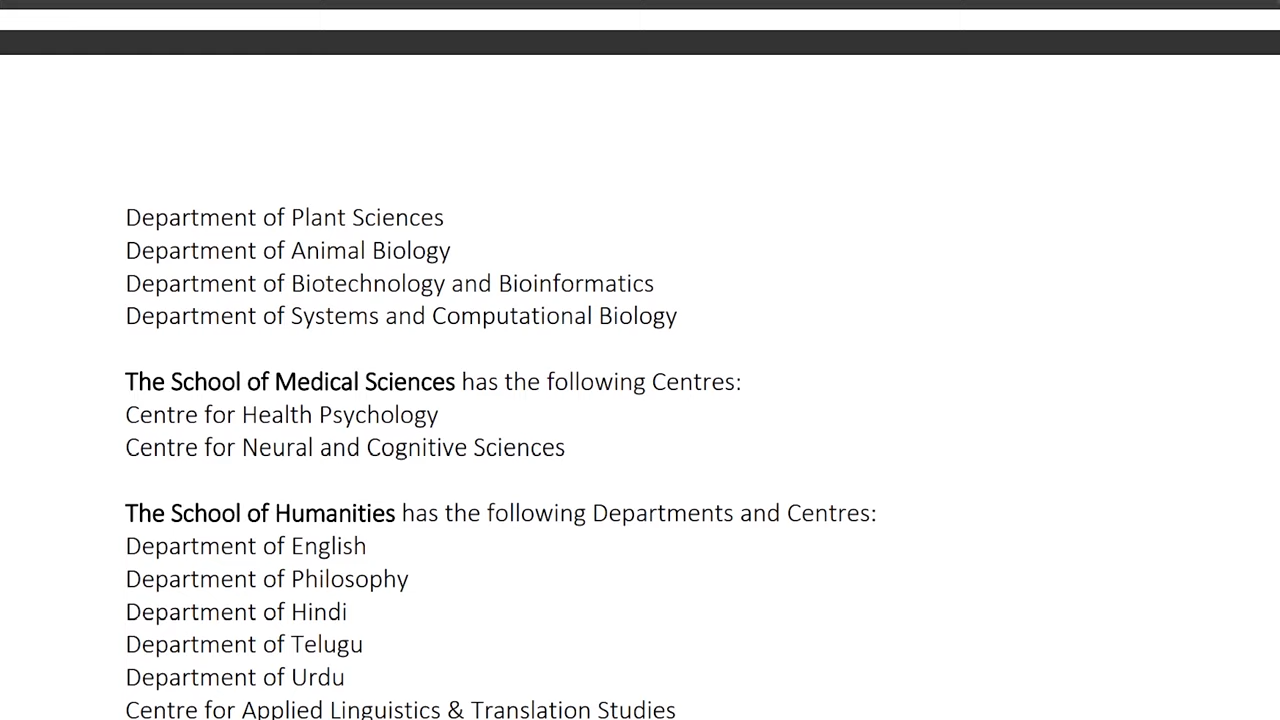 Department of Plant Sciences
Department of Animal Biology
Department of Biotechnology and Bioinformatics
Department of Systems and Computational Biology
The School of Medical Sciences has the following Centres:
Centre for Health Psychology
Centre for Neural and Cognitive Sciences
The School of Humanities has the following Departments and Centres:
Department of English
Department of Philosophy
Department of Hindi
Department of Telugu
Department of Urdu
Centre for Applied Linguistics & Translation Studies